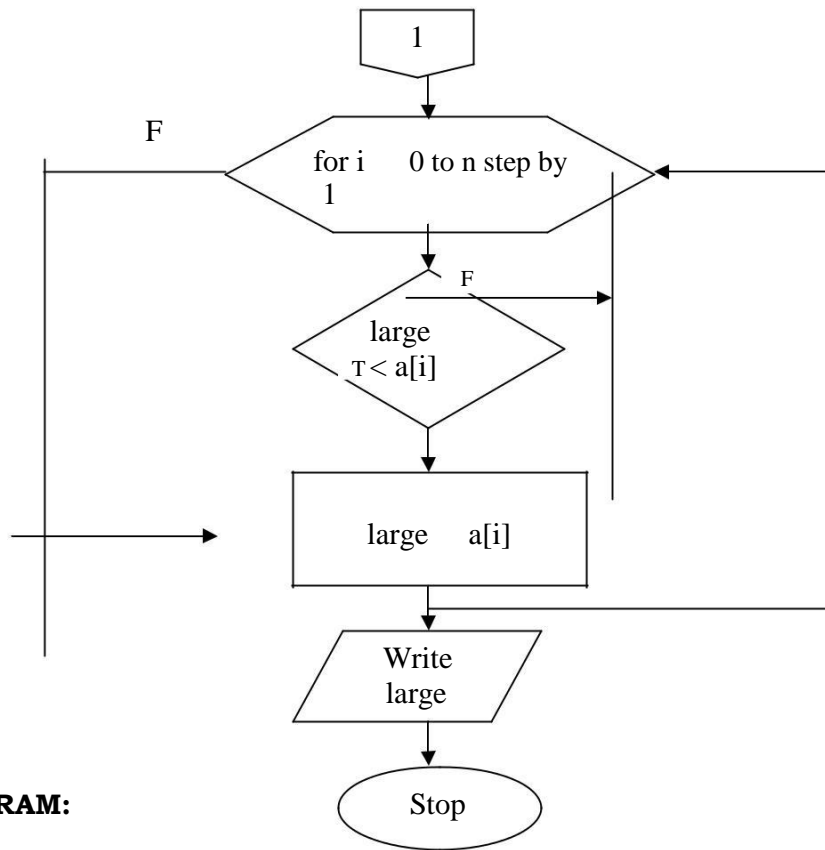 1
F
for i 0 to n step by
1
F
large
T < a[i]
large a[i]
Write
large
Stop
RAM: